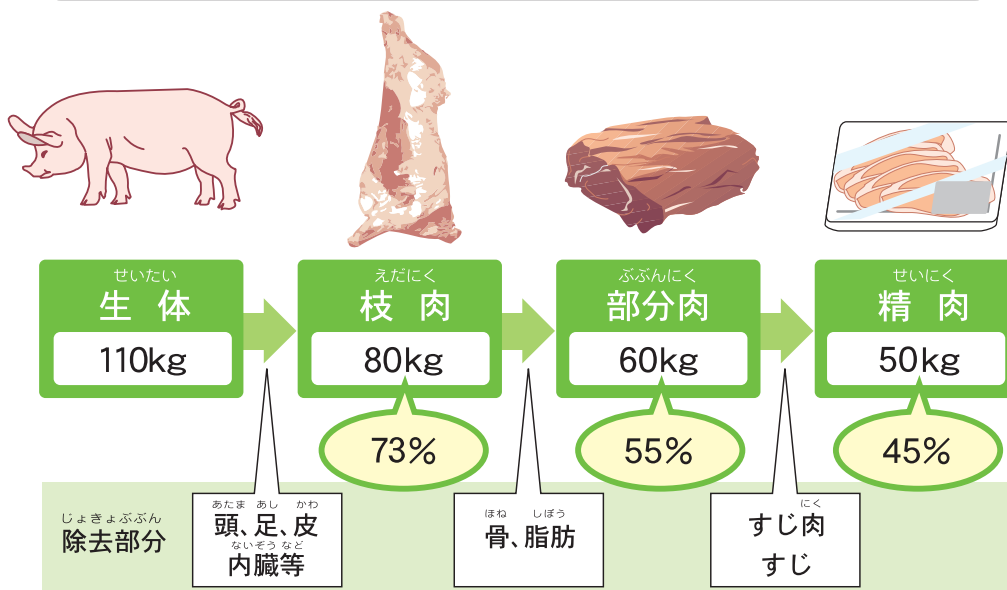 せいたい
生体
110kg
えだにく
枝肉
80kg
73%
ぶぶんにく
部分肉
60kg
55%
せいにく
精肉
50kg
45%
じょきょぶぶん
除去部分
あたま あし かわ
頭、足、皮
ないぞう など
内臓等
ほね しぼう
骨、脂肪
にく
すじ肉
すじ